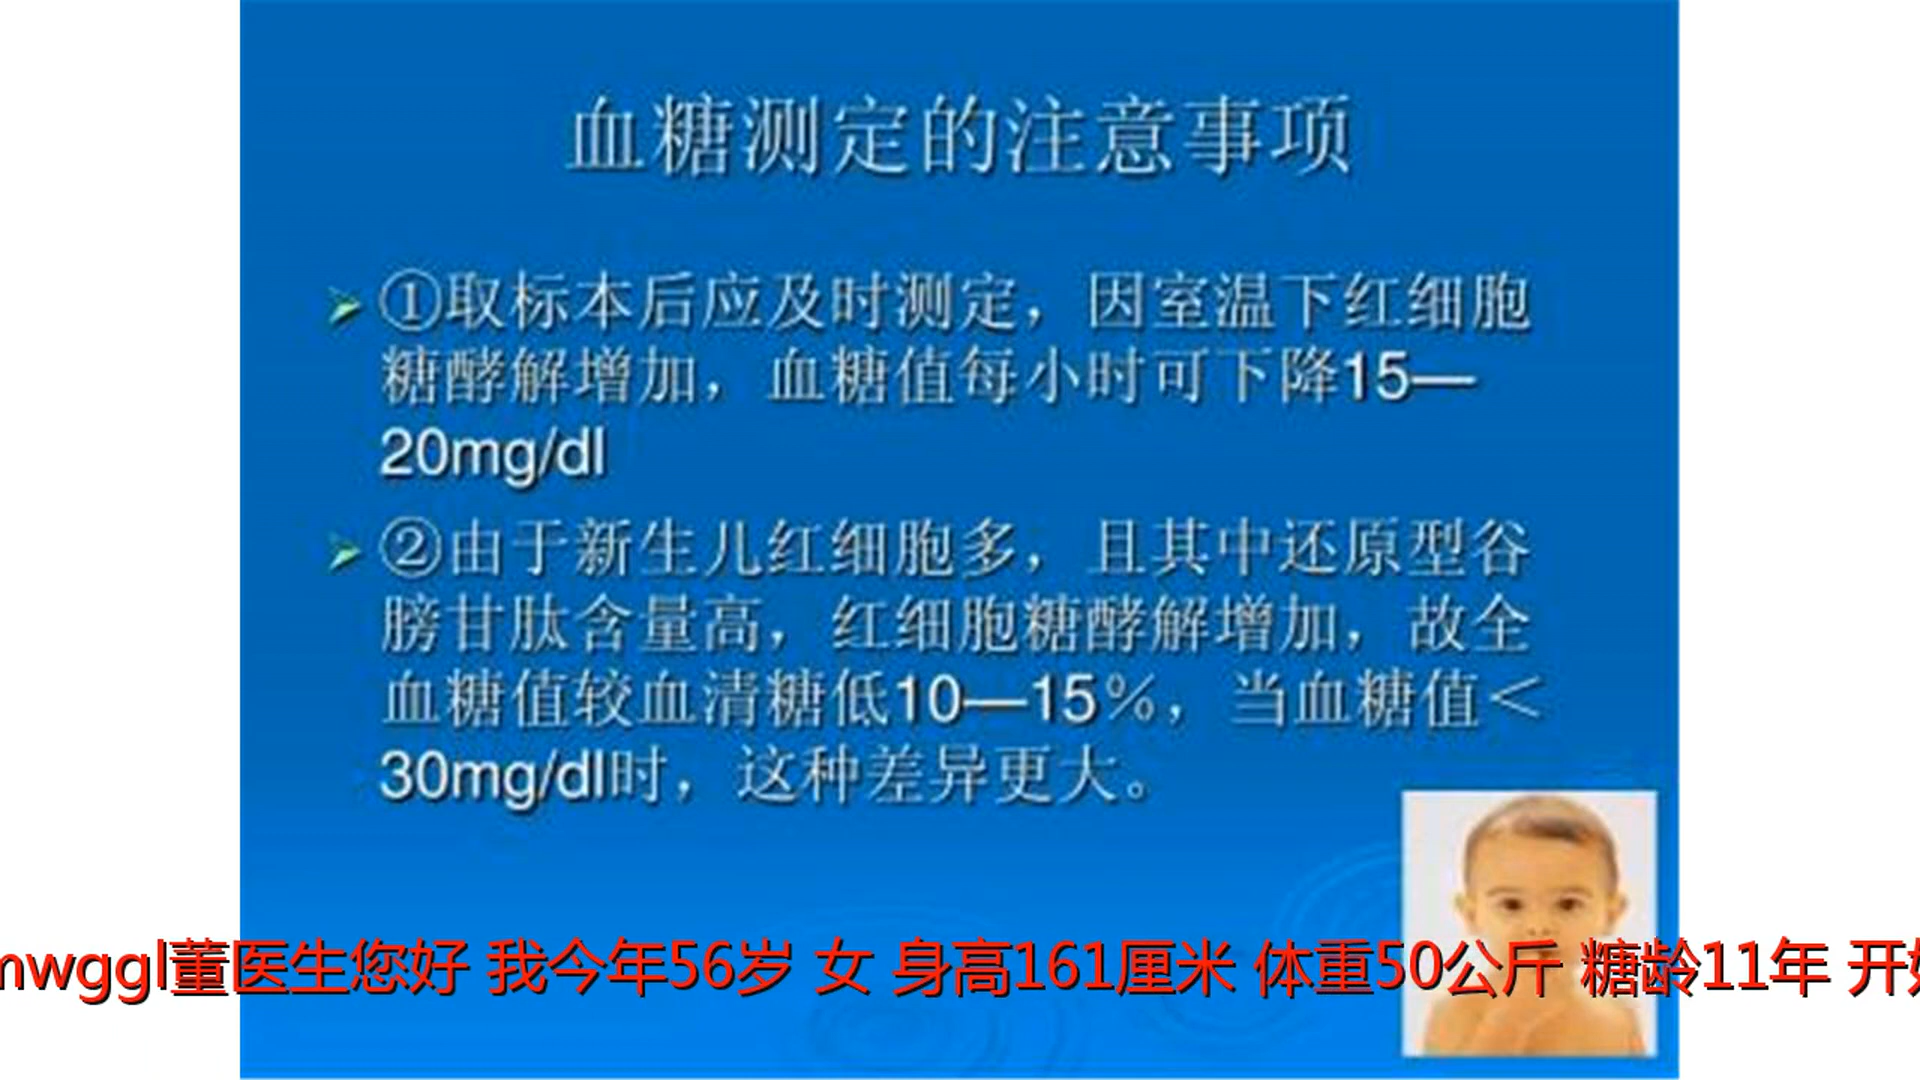 血糖测定的注意事项
①取标本后应及时测定，因室温下红细胞
糖酵解增加，血糖值每小时可下降15—
20mg/dl
②由于新生儿红细胞多，且其中还原型谷
膀甘肽含量高，红细胞糖酵解增加，故全
血糖值较血清糖低10—15%，当血糖值＜
30mg/dl时，这种差异更大。
mwggl董医生您好 我今年56岁 女 身高161厘米 体重50公斤 糖龄11年 开